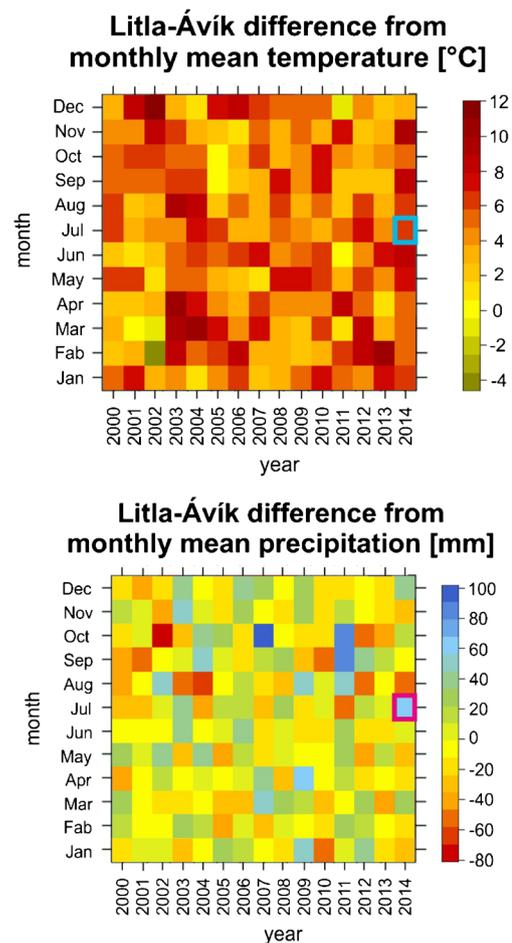 Litla-Ávík difference from
monthly mean temperature [°C]
Dec
Nov
Oct
Sep
Aug
Jul
Jun
May
Apr
Mar
Fab
Jan
month
2000 2001 2002 2003 2004 2005 2006 2007 2008 2009 2010 2011 2012 2013 2014
year
12
10
8
6
4
2
0
-2
-4
Litla-Ávík difference from
monthly mean precipitation [mm]
Dec
Nov
Oct
Sep
Aug
Jul
Jun
May
Apr
Mar
Fab
Jan
month
2000 2001 2002 2003 2004 2005 2006 2007 2008 2009 2010 2011 2012 2013 2014
year
100
80
60
40
20
0
-20
-40
-60
-80